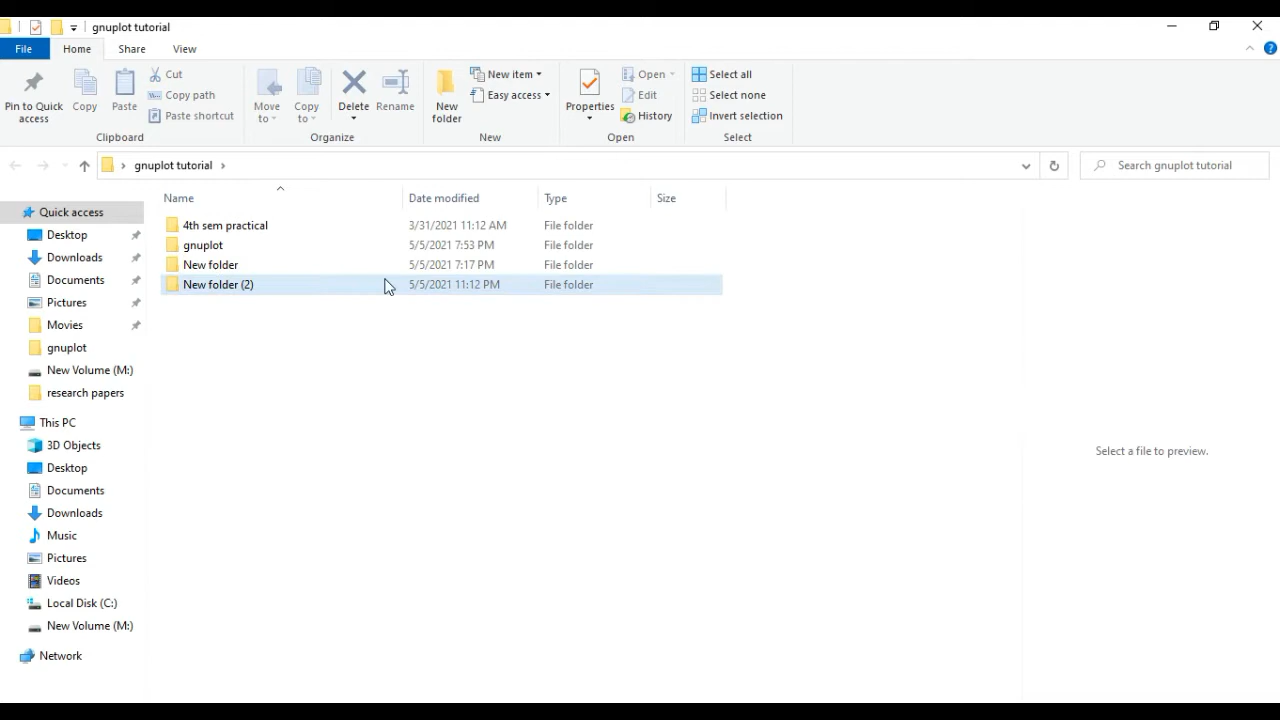 gnuplot tutorial
File Home Share View
Pin to Quick access
Copy
Paste
Cut
Copy path
Paste shortcut
Clipboard
Move to
Copy to
Delete
Rename
Organize
New folder
New item
Easy access
New
Properties
Open
Edit
History
Open
Select all
Select none
Invert selection
Select
gnuplot tutorial
Search gnuplot tutorial
Quick access
Desktop
Downloads
Documents
Pictures
Movies
gnuplot
New Volume (M:)
research papers
This PC
3D Objects
Desktop
Documents
Downloads
Music
Pictures
Videos
Local Disk (C:)
New Volume (M:)
Network
Name Date modified Type Size
4th sem practical 3/31/2021 11:12 AM File folder
gnuplot 5/5/2021 7:53 PM File folder
New folder 5/5/2021 7:17 PM File folder
New folder (2) 5/5/2021 11:12 PM File folder
Select a file to preview.